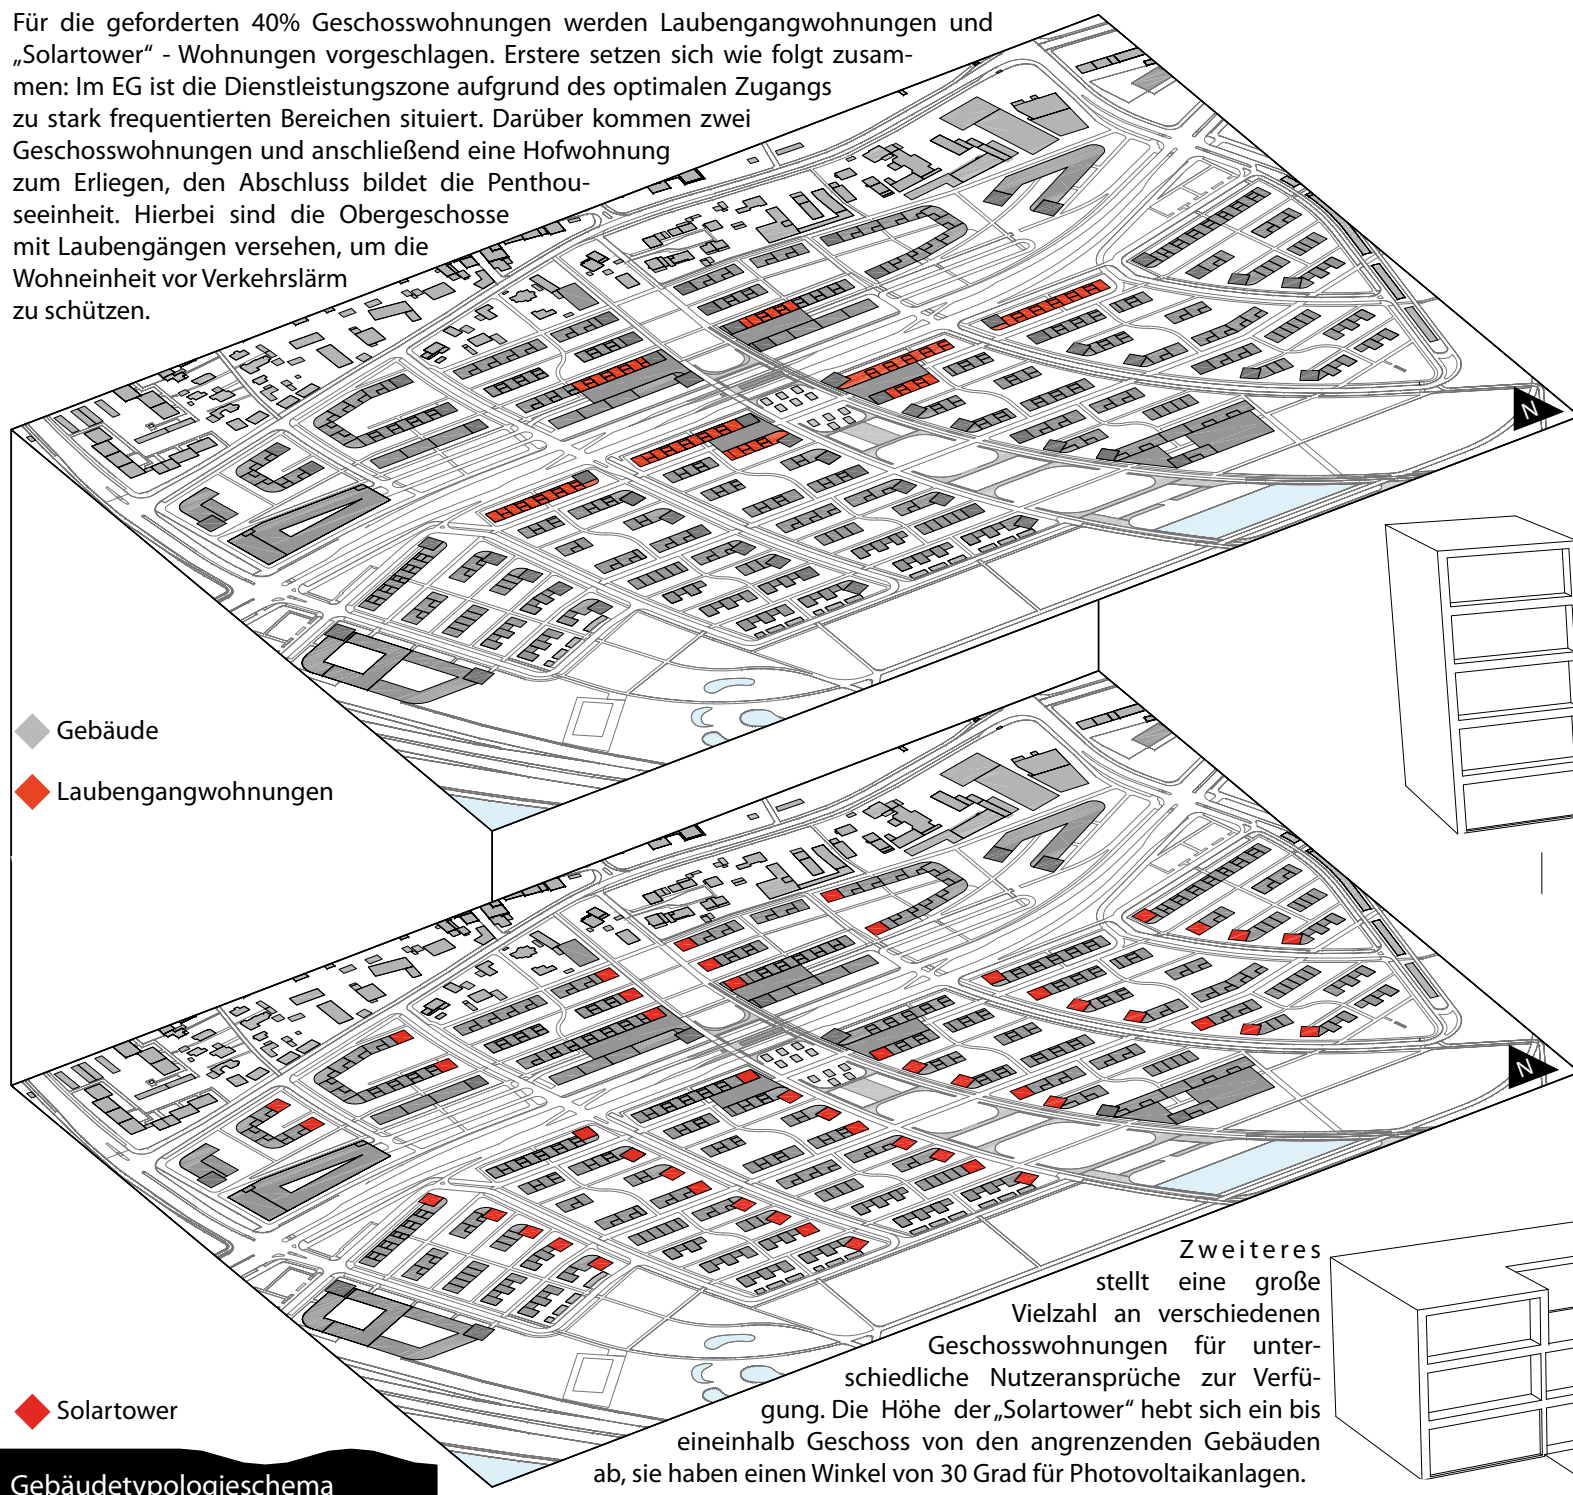 Für die geforderten 40% Geschosswohnungen werden Laubengangwohnungen und
„Solartower“ - Wohnungen vorgeschlagen. Erstere setzen sich wie folgt zusam-
men: Im EG ist die Dienstleistungszone aufgrund des optimalen Zugangs
zu stark frequentierten Bereichen situiert. Darüber kommen zwei
Geschosswohnungen und anschließend eine Hofwohnung
zum Erliegen, den Abschluss bildet die Penthou-
seeinheit. Hierbei sind die Obergeschosse
mit Laubengängen versehen, um die
Wohneinheit vor Verkehrslärm
zu schützen.
N
Gebäude
Laubengangwohnungen
N
Zweiteres
stellt eine große
Vielzahl an verschiedenen
Geschosswohnungen für unter-
schiedliche Nutzeransprüche zur Verfü-
gung. Die Höhe der „Solartower“ hebt sich ein bis
eineinhalb Geschoss von den angrenzenden Gebäuden
ab, sie haben einen Winkel von 30 Grad für Photovoltaikanlagen.
Solartower
Gebäudetypologieschema